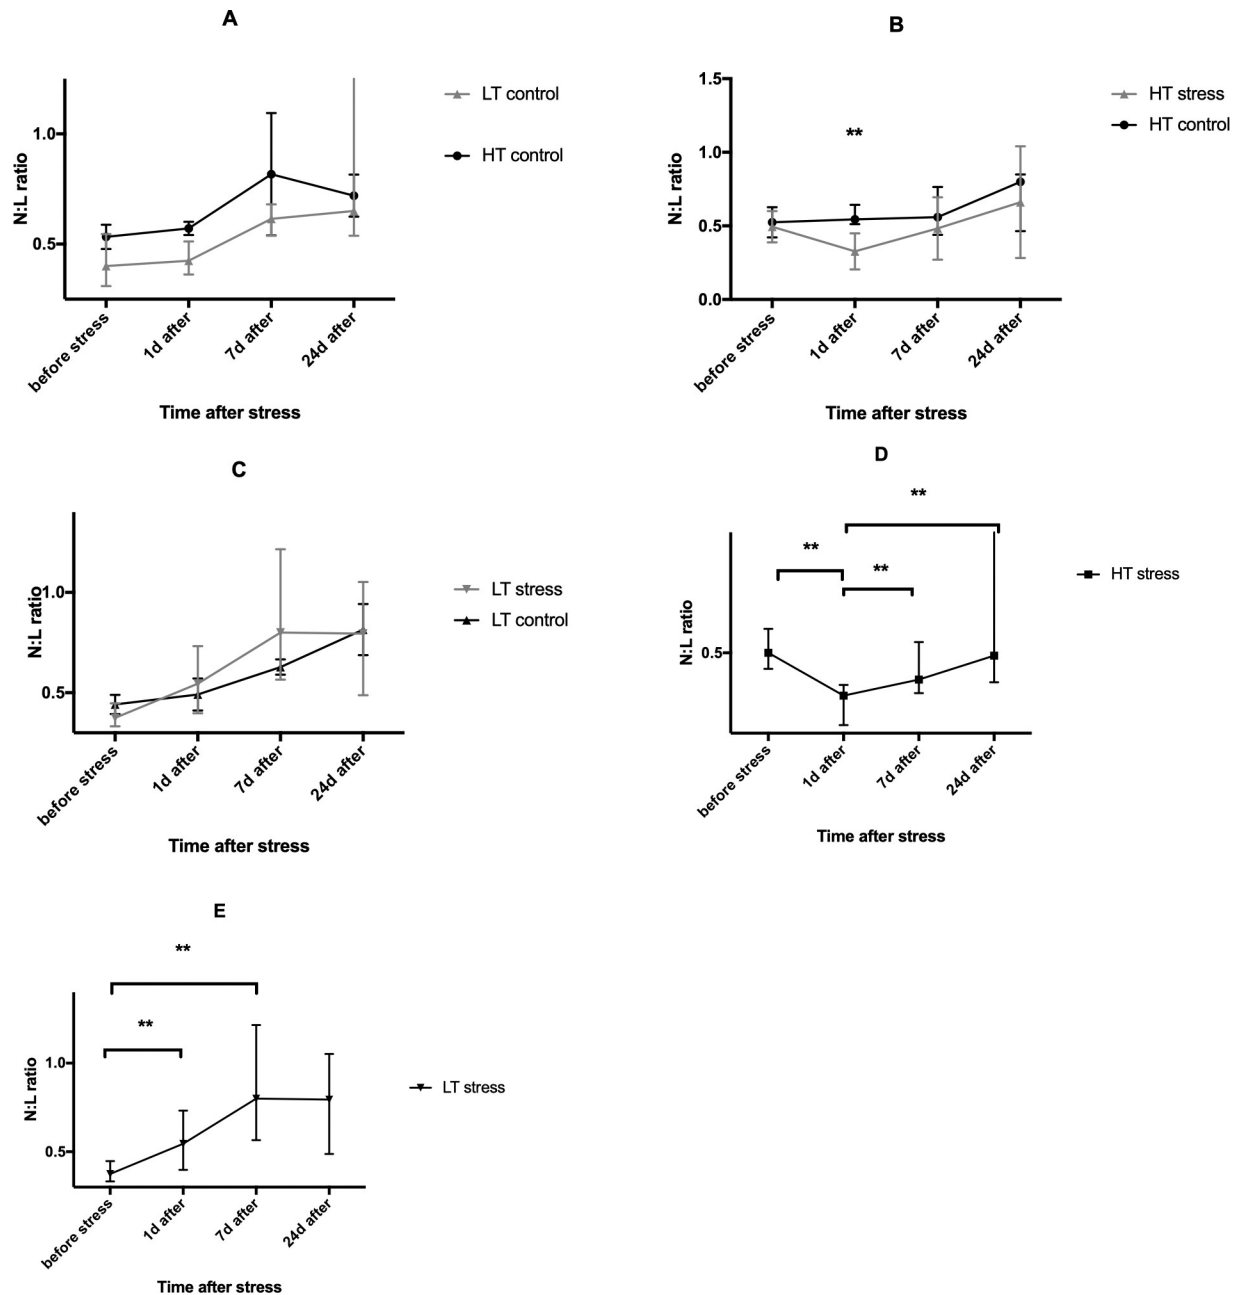 A
N:L ratio
1.0
0.5
before stress
1d after
7d after
24d after
Time after stress
LT control
HT control
B
N:L ratio
1.5
1.0
0.5
0.0
**
before stress
1d after
7d after
24d after
Time after stress
HT stress
HT control
C
N:L ratio
1.0
0.5
before stress
1d after
7d after
24d after
Time after stress
LT stress
LT control
D
**
**
**
N:L ratio
0.5
before stress
1d after
7d after
24d after
Time after stress
HT stress
E
**
**
N:L ratio
1.0
0.5
before stress
1d after
7d after
24d after
Time after stress
LT stress